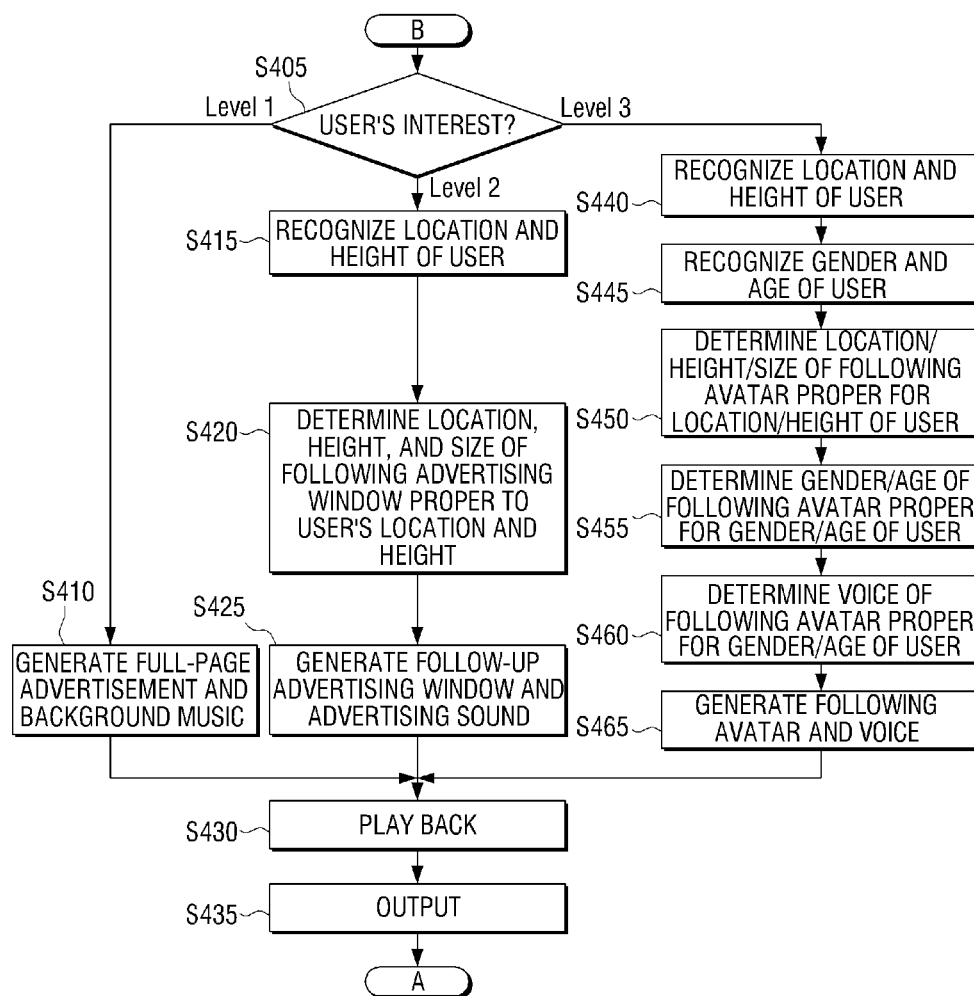 B
S405
Level 1
USER'S INTEREST?
Level 3
Level 2
S415
RECOGNIZE LOCATION AND
HEIGHT OF USER
S420
DETERMINE LOCATION,
HEIGHT, AND SIZE OF
FOLLOWING ADVERTISING
WINDOW PROPER TO
USER'S LOCATION AND
HEIGHT
S410
GENERATE FULL-PAGE
ADVERTISEMENT AND
BACKGROUND MUSIC
S425
GENERATE FOLLOW-UP
ADVERTISING WINDOW AND
ADVERTISING SOUND
S440
RECOGNIZE LOCATION AND
HEIGHT OF USER
S445
RECOGNIZE GENDER AND
AGE OF USER
S450
DETERMINE LOCATION/
HEIGHT/SIZE OF FOLLOWING
AVATAR PROPER FOR
LOCATION/HEIGHT OF USER
S455
DETERMINE GENDER/AGE OF
FOLLOWING AVATAR PROPER
FOR GENDER/AGE OF USER
S460
DETERMINE VOICE OF
FOLLOWING AVATAR PROPER
FOR GENDER/AGE OF USER
S465
GENERATE FOLLOWING
AVATAR AND VOICE
S430
PLAY BACK
S435
OUTPUT
A